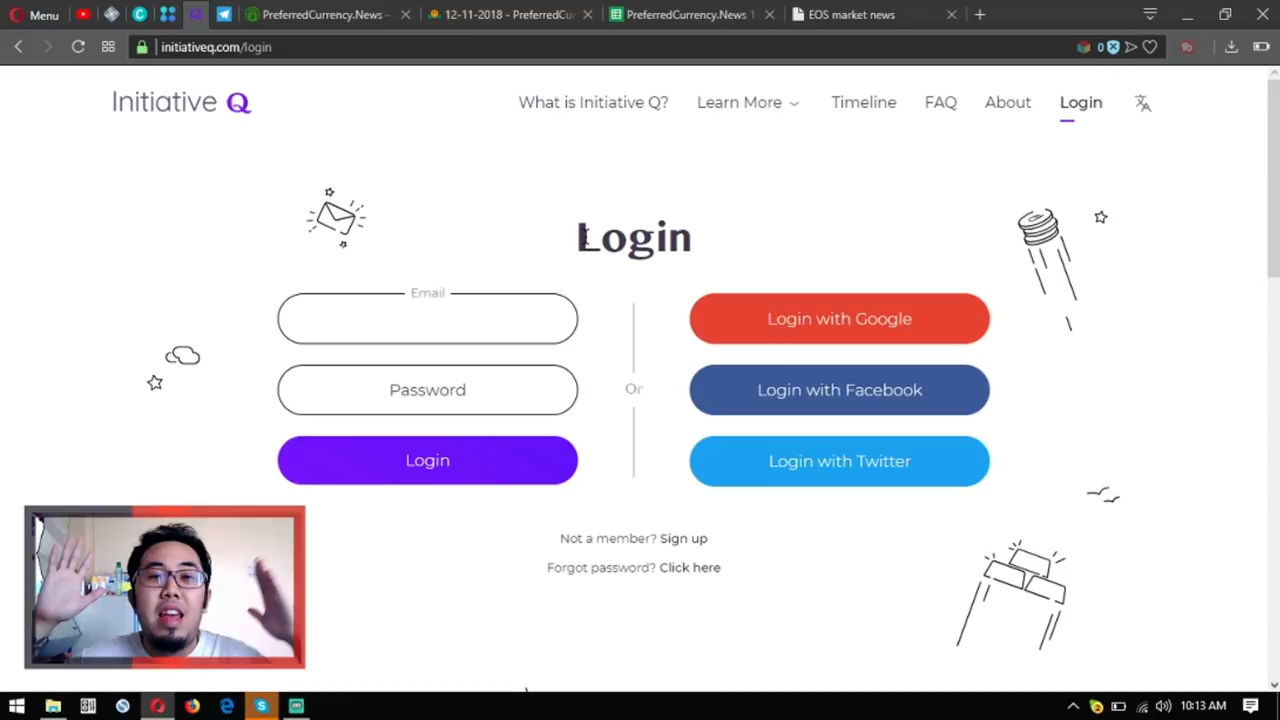 Menu
PreferredCurrency.News –
12-11-2018 - PreferredCu
PreferredCurrency.News
EOS market news
initiativeq.com/login
0
Initiative Q
What is Initiative Q?
Learn More
Timeline
FAQ
About
Login
Login
Email
Login with Google
Password
Or
Login with Facebook
Login
Login with Twitter
Not a member? Sign up
Forgot password? Click here
10:13 AM